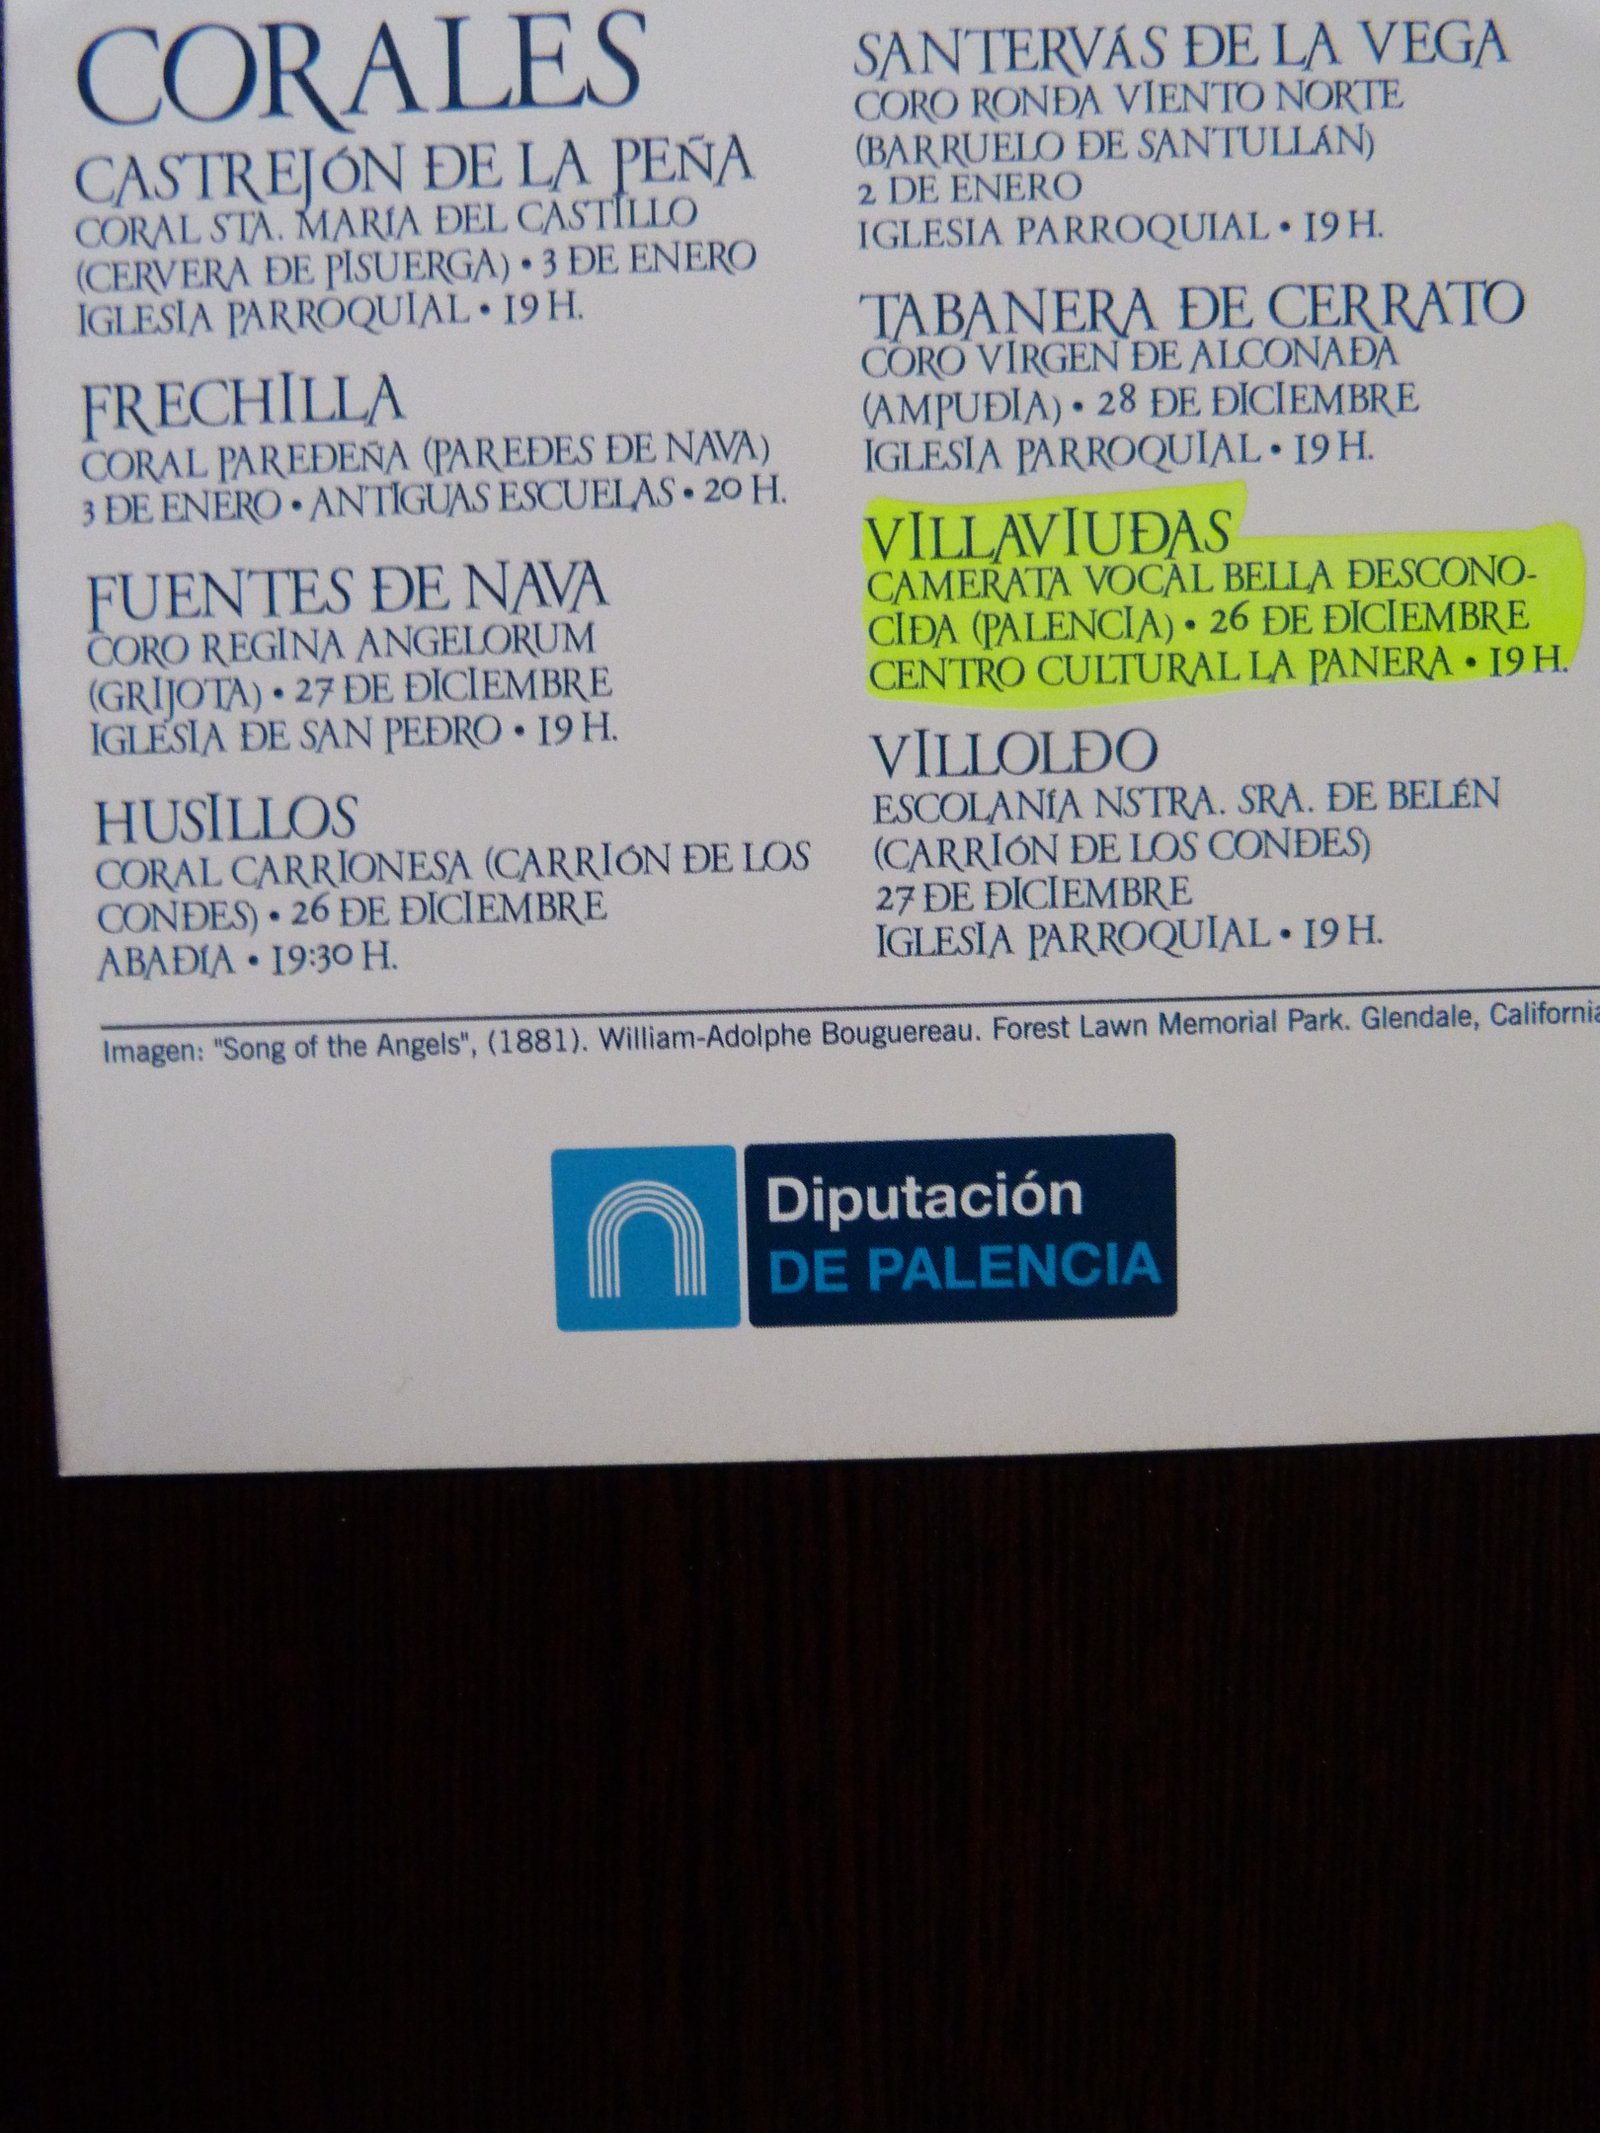 CORALES
CASTREJÓN DE LA PEÑA
CORAL STA. MARÍA DEL CASTILLO
(CERVERA DE PISUERGA) • 3 DE ENERO
IGLESIA PARROQUIAL • 19 H.
FRECHILLA
CORAL PAREDEÑA (PAREDES DE NAVA)
3 DE ENERO • ANTIGUAS ESCUELAS • 20 H.
FUENTES DE NAVA
CORO REGINA ANGELORUM
(GRIJOTA) • 27 DE DICIEMBRE
IGLESIA DE SAN PEDRO • 19 H.
HUSILLOS
CORAL CARRIONESA (CARRIÓN DE LOS
CONDES) • 26 DE DICIEMBRE
ABADÍA • 19:30 H.
SANTERVÁS DE LA VEGA
CORO RONDA VIENTO NORTE
(BARRUELO DE SANTULLÁN)
2 DE ENERO
IGLESIA PARROQUIAL • 19 H.
TABANERA DE CERRATO
CORO VIRGEN DE ALCONADA
(AMPUDIA) • 28 DE DICIEMBRE
IGLESIA PARROQUIAL • 19 H.
VILLAVIUDAS
CAMERATA VOCAL BELLA DESCONO-
CIDA (PALENCIA) • 26 DE DICIEMBRE
CENTRO CULTURAL LA PANERA • 19 H.
VILLOLDO
ESCOLANÍA NSTRA. SRA. DE BELÉN
(CARRIÓN DE LOS CONDES)
27 DE DICIEMBRE
IGLESIA PARROQUIAL • 19 H.
Imagen: "Song of the Angels", (1881). William-Adolphe Bouguereau. Forest Lawn Memorial Park. Glendale, California
Diputación
DE PALENCIA